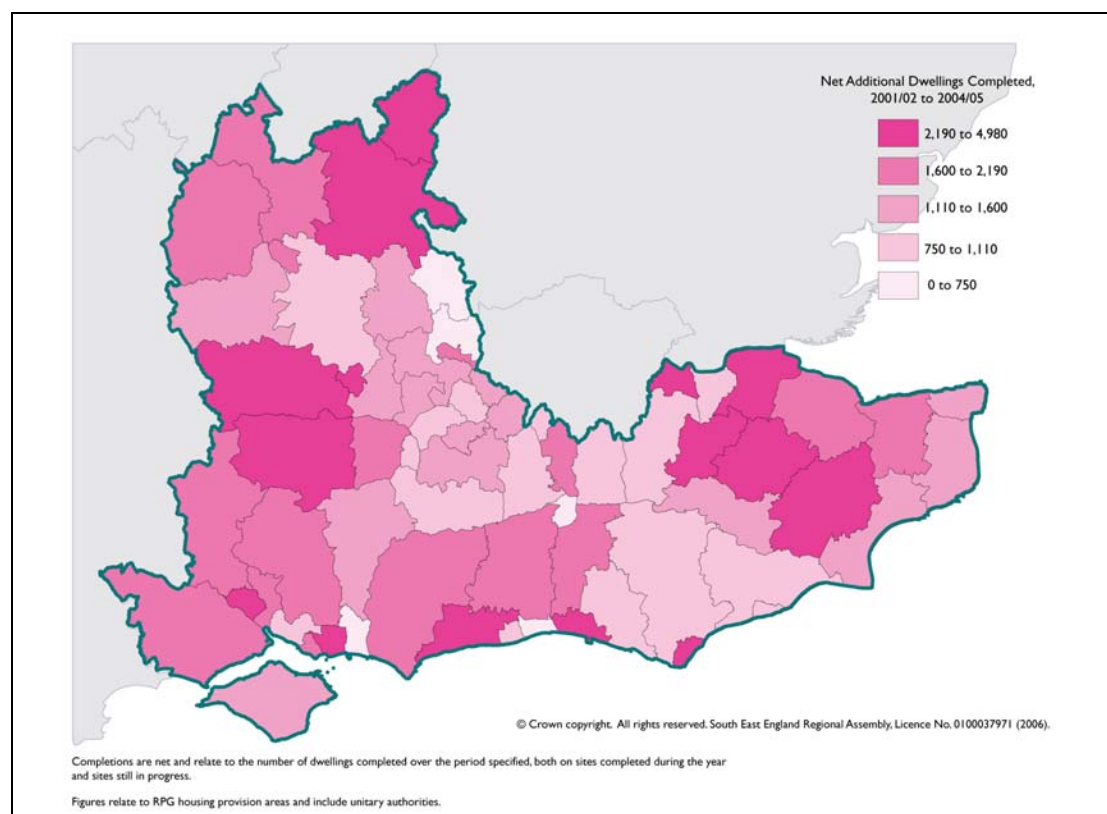 Net Additional Dwellings Completed,
2001/02 to 2004/05
2,190 to 4,980
1,600 to 2,190
1,110 to 1,600
750 to 1,110
0 to 750
© Crown copyright. All rights reserved. South East England Regional Assembly, Licence No. 0100037971 (2006).
Completions are net and relate to the number of dwellings completed over the period specified, both on sites completed during the year
and sites still in progress.
Figures relate to RPG housing provision areas and include unitary authorities.